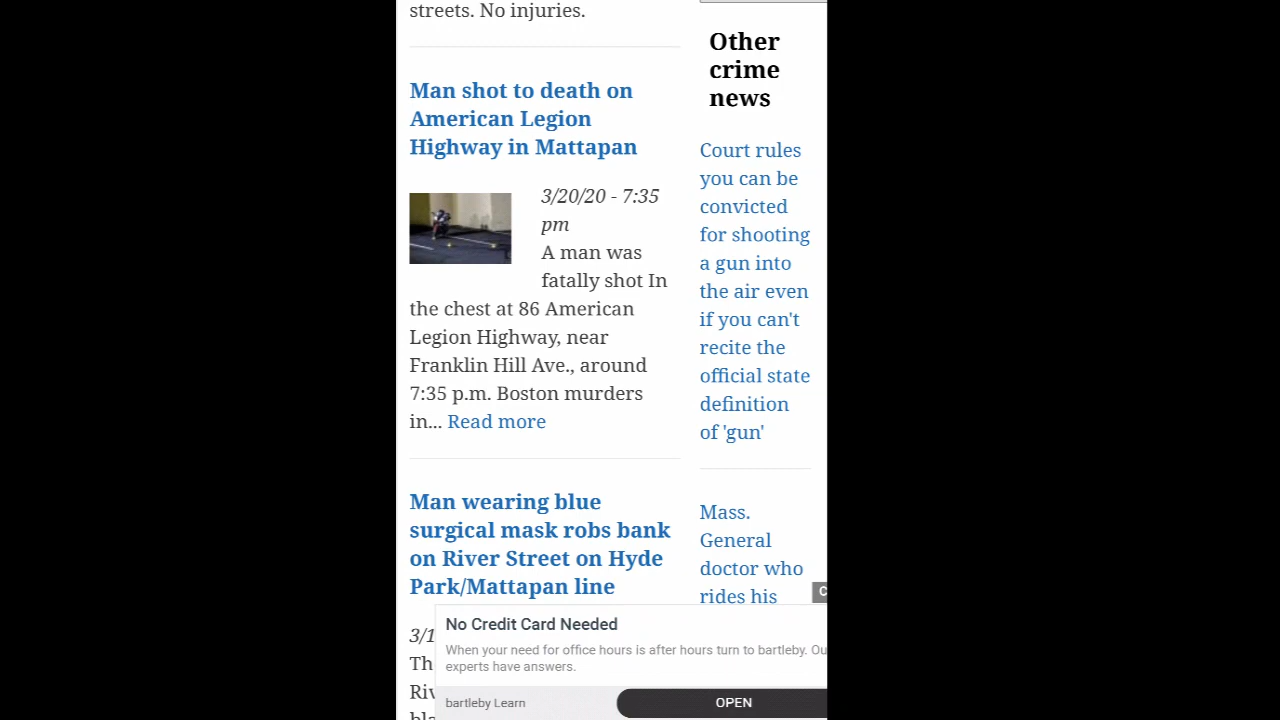 streets. No injuries.
Man shot to death on
American Legion
Highway in Mattapan
3/20/20 - 7:35
pm
A man was
fatally shot In
the chest at 86 American
Legion Highway, near
Franklin Hill Ave., around
7:35 p.m. Boston murders
in... Read more
Man wearing blue
surgical mask robs bank
on River Street on Hyde
Park/Mattapan line
3/1
Th
Riv
Other
crime
news
Court rules
you can be
convicted
for shooting
a gun into
the air even
if you can't
recite the
official state
definition
of 'gun'
Mass.
General
doctor who
rides his
C
No Credit Card Needed
When your need for office hours is after hours turn to bartleby. Ou
experts have answers.
bartleby Learn
OPEN